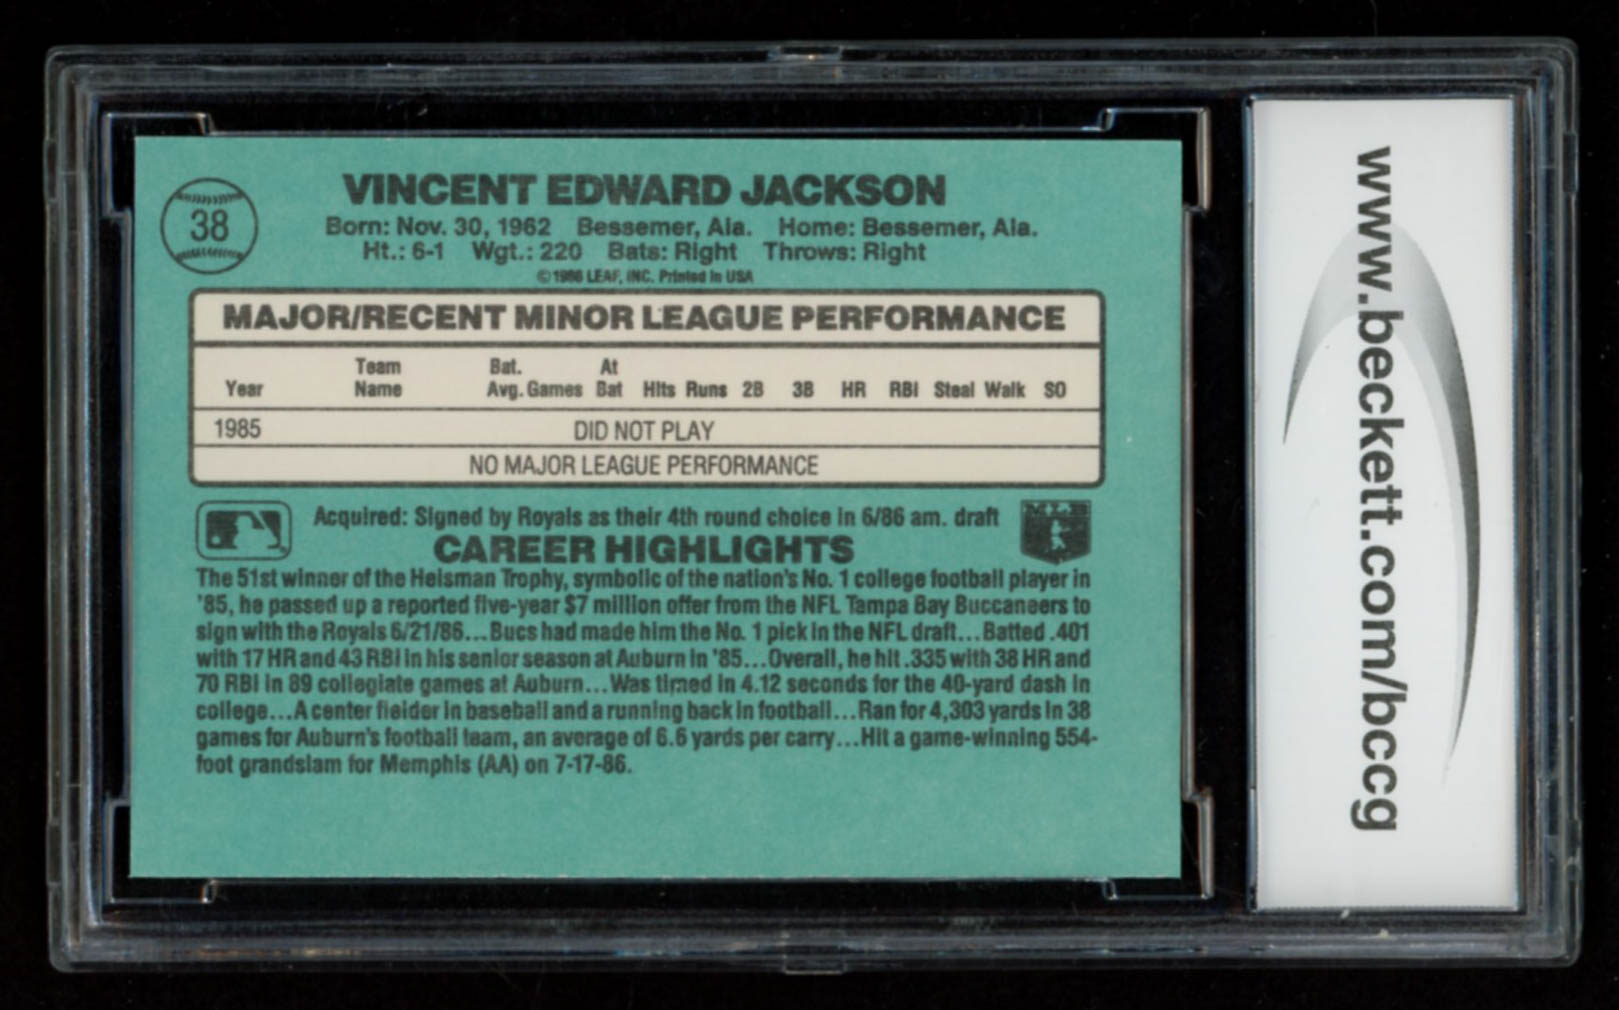 38
VINCENT EDWARD JACKSON
Born: Nov. 30, 1962 Bessemer, Ala. Home: Bessemer, Ala.
Ht.: 6-1 Wgt.: 220 Bats: Right Throws: Right
©1986 LEAF, INC. Printed in USA
MAJOR/RECENT MINOR LEAGUE PERFORMANCE
Team Bat. At
Year Name Avg. Games Bat Hits Runs 2B 3B HR RBI Steal Walk SO
1985 DID NOT PLAY
NO MAJOR LEAGUE PERFORMANCE
Acquired: Signed by Royals as their 4th round choice in 6/86 am. draft
MLB
CAREER HIGHLIGHTS
The 51st winner of the Heisman Trophy, symbolic of the nation's No. 1 college football player in
'85, he passed up a reported five-year $7 million offer from the NFL Tampa Bay Buccaneers to
sign with the Royals 6/21/86...Bucs had made him the No. 1 pick in the NFL draft...Batted .401
with 17 HR and 43 RBI in his senior season at Auburn in '85...Overall, he hit .335 with 38 HR and
70 RBI in 89 collegiate games at Auburn...Was timed in 4.12 seconds for the 40-yard dash in
college...A center fielder in baseball and a running back in football...Ran for 4,303 yards in 38
games for Auburn's football team, an average of 6.6 yards per carry...Hit a game-winning 554-
foot grandslam for Memphis (AA) on 7-17-86.
www.beckett.com/bccg